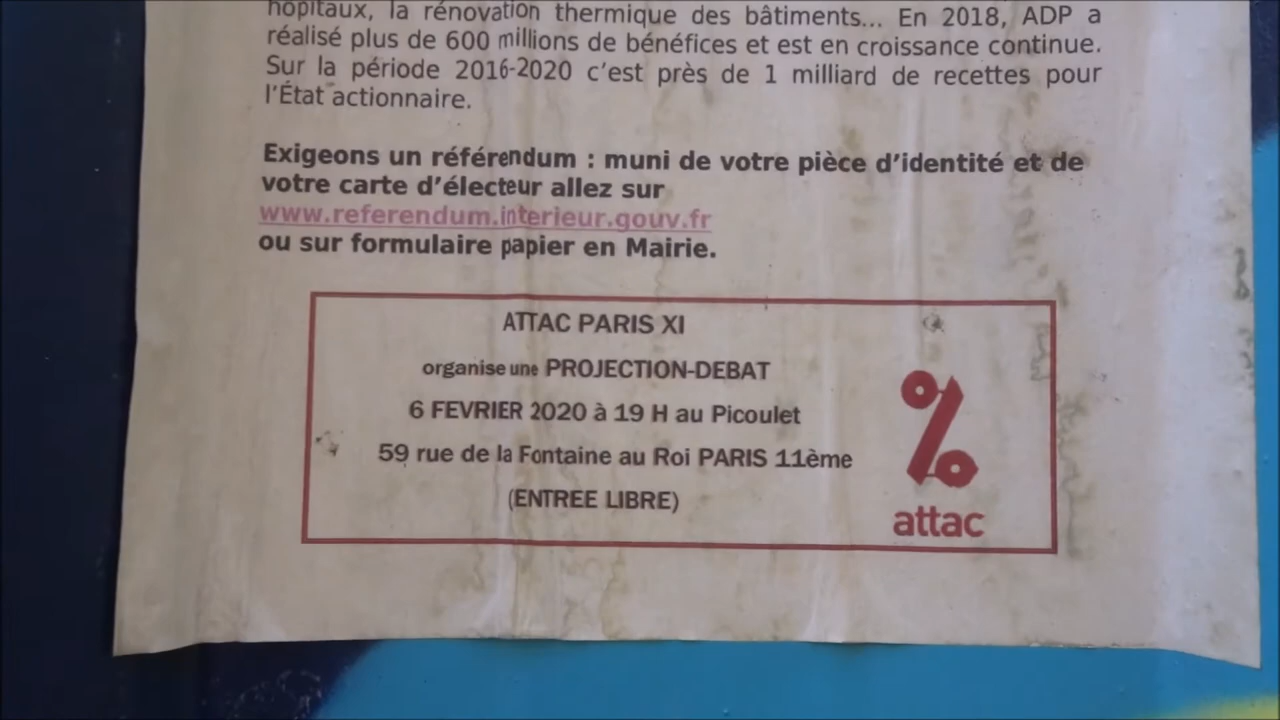 hôpitaux, la rénovation thermique des bâtiments... En 2018, ADP a
réalisé plus de 600 millions de bénéfices et est en croissance continue.
Sur la période 2016-2020 c'est près de 1 milliard de recettes pour
l'État actionnaire.
Exigeons un référendum : muni de votre pièce d'identité et de
votre carte d'électeur allez sur
www.referendum.interieur.gouv.fr
ou sur formulaire papier en Mairie.
ATTAC PARIS XI
organise une PROJECTION-DEBAT
6 FEVRIER 2020 à 19 H au Picoulet
59 rue de la Fontaine au Roi PARIS 11ème
(ENTREE LIBRE)
%
attac